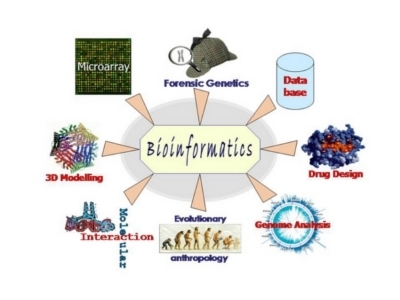 Microarray
Forensic Genetics
Data
base
Bioinformatics
3D Modelling
Drug Design
Molecular
Interaction
Evolutionary
anthropology
Genome Analysis